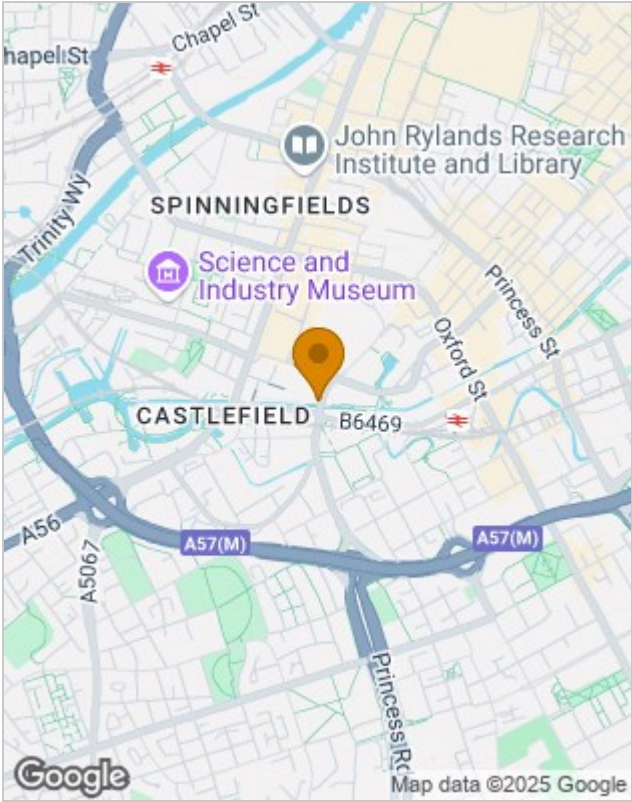 Chapel St
hapel St
John Rylands Research
Institute and Library
Trinity Wy
SPINNINGFIELDS
Science and
Industry Museum
Princess St
Oxford St
CASTLEFIELD
B6469
A56
A57(M)
A57(M)
A5067
Princess Rd
Google
Map data ©2025 Google